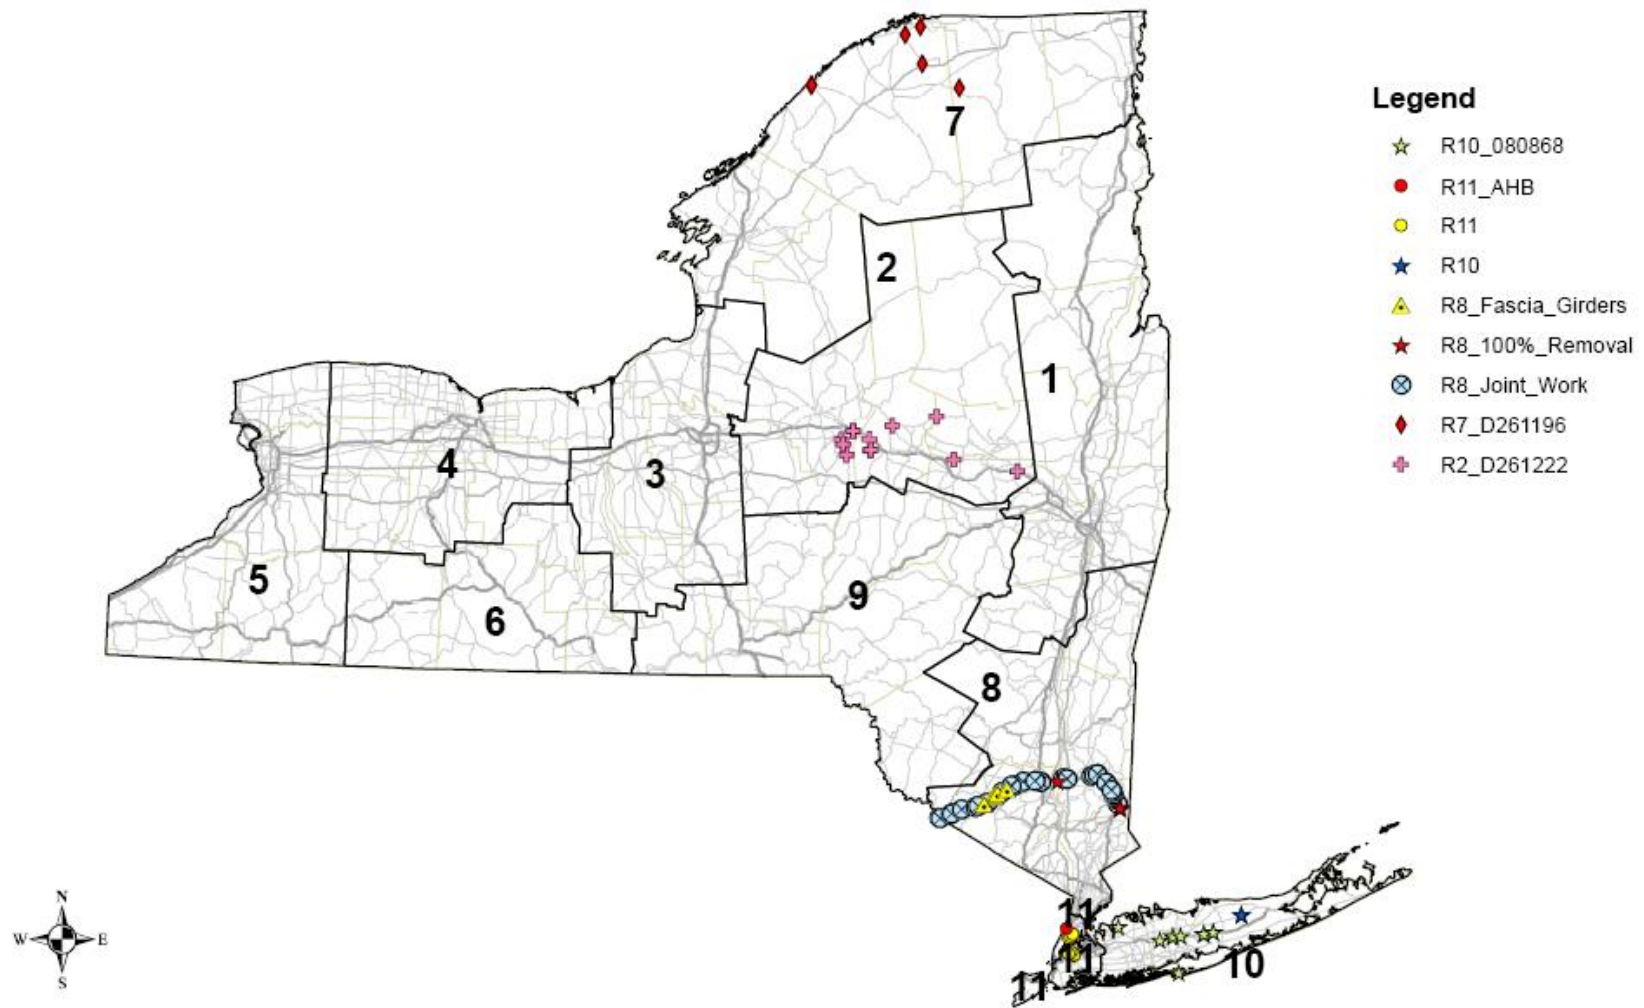 Legend
R10_080868
R11_AHB
R11
R10
R8_Fascia_Girders
R8_100%_Removal
R8_Joint_Work
R7_D261196
R2_D261222
7
2
1
4
3
5
6
9
8
11
11
10
11
N
W E
S